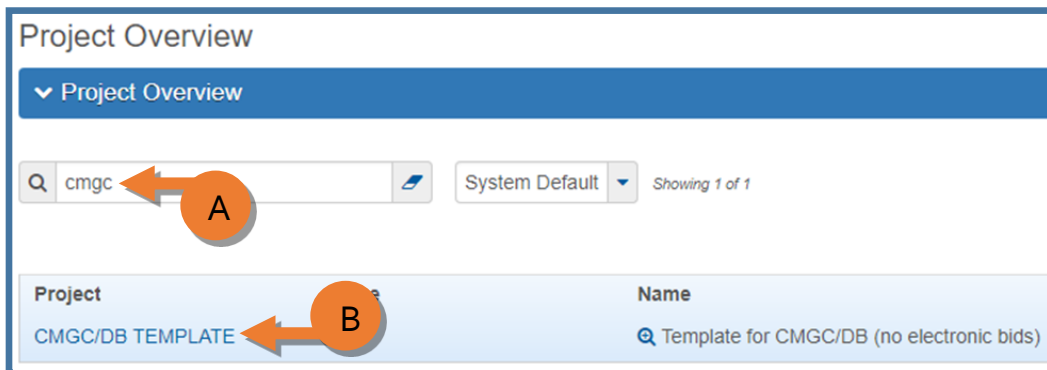 Project Overview
Project Overview
cmgc System Default Showing 1 of 1
A
Project Name
CMGC/DB TEMPLATE B Template for CMGC/DB (no electronic bids)